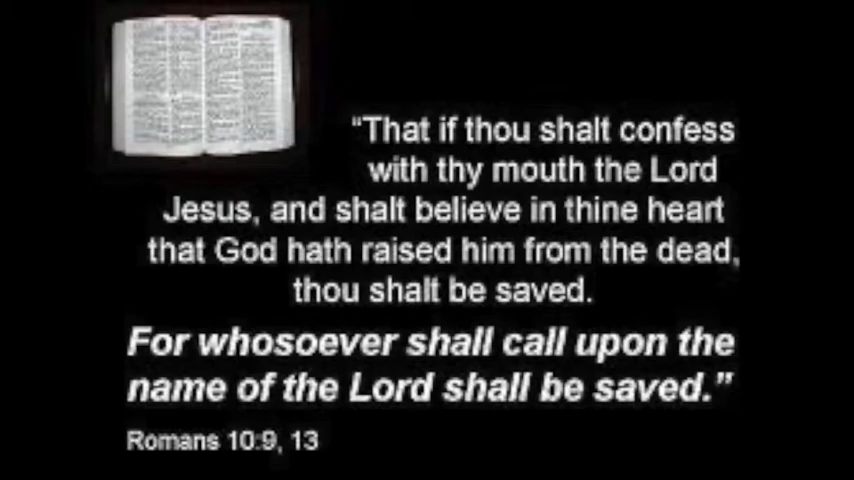 “That if thou shalt confess
with thy mouth the Lord
Jesus, and shalt believe in thine heart
that God hath raised him from the dead,
thou shalt be saved.
For whosoever shall call upon the
name of the Lord shall be saved.”
Romans 10:9, 13